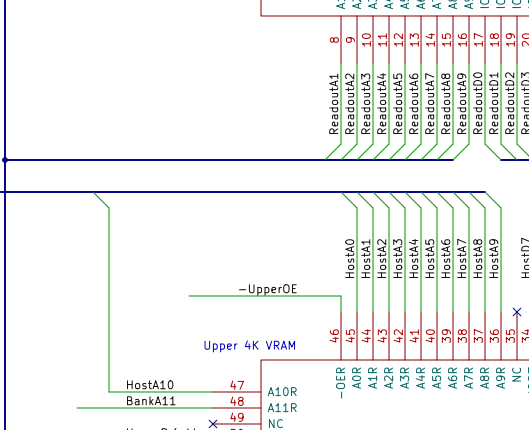 8
9
10
11
12
13
14
15
16
17
18
19
20
ReadoutA1
ReadoutA2
ReadoutA3
ReadoutA4
ReadoutA5
ReadoutA6
ReadoutA7
ReadoutA8
ReadoutA9
ReadoutD0
ReadoutD1
ReadoutD2
ReadoutD3
HostA0
HostA1
HostA2
HostA3
HostA4
HostA5
HostA6
HostA7
HostA8
HostA9
HostD7
-UpperOE
46
45
44
43
42
41
40
39
38
37
36
35
34
Upper 4K VRAM
-OER
A0R
A1R
A2R
A3R
A4R
A5R
A6R
A7R
A8R
A9R
NC
HostA10 47 A10R
BankA11 48 A11R
49 NC